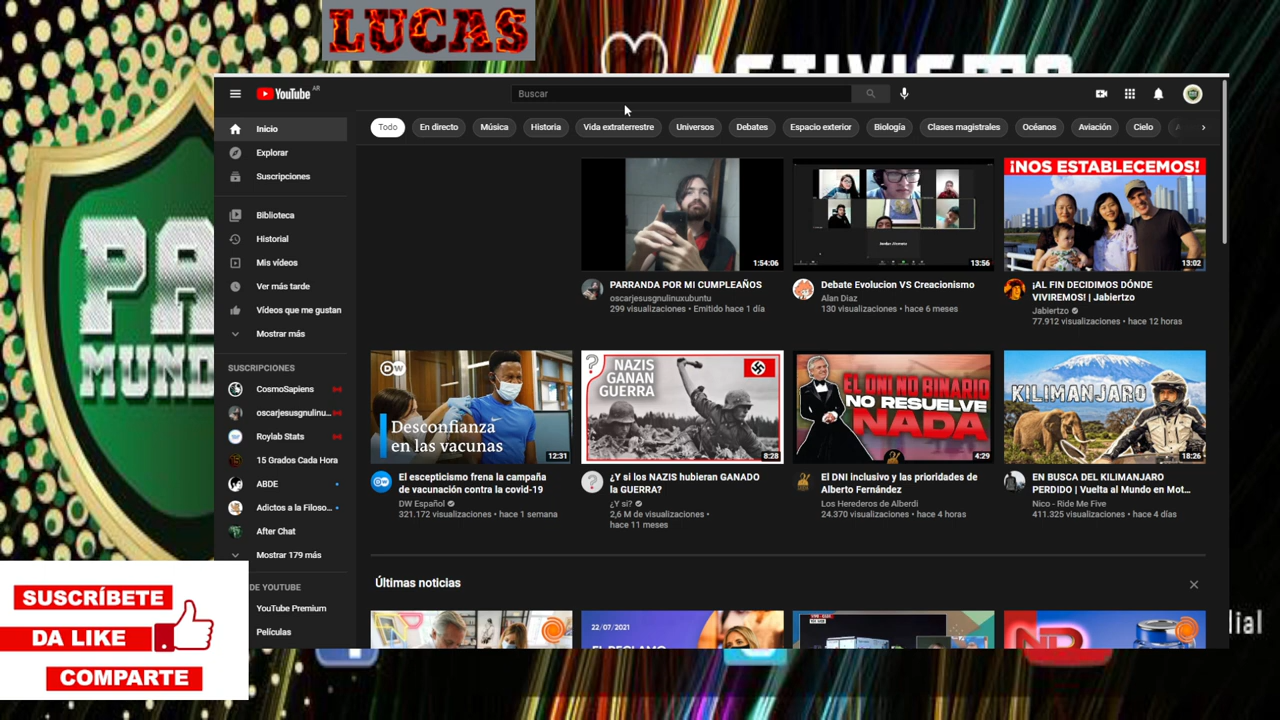 LUCAS
ACTIVISMO
YouTube AR
Buscar
Todo
En directo
Música
Historia
Vida extraterrestre
Universos
Debates
Espacio exterior
Biología
Clases magistrales
Océanos
Aviación
Cielo
Inicio
Explorar
Suscripciones
Biblioteca
Historial
Mis vídeos
Ver más tarde
Vídeos que me gustan
Mostrar más
SUSCRIPCIONES
CosmoSapiens
oscarjesusgnulinu...
Roylab Stats
15 Grados Cada Hora
ABDE
Adictos a la Filoso...
After Chat
Mostrar 179 más
DE YOUTUBE
YouTube Premium
Películas
1:54:06
PARRANDA POR MI CUMPLEAÑOS
oscarjesusgnulinuxubuntu
299 visualizaciones • Emitido hace 1 día
13:56
Debate Evolucion VS Creacionismo
Alan Diaz
130 visualizaciones • hace 6 meses
¡NOS ESTABLECEMOS!
13:02
¡AL FIN DECIDIMOS DÓNDE
VIVIREMOS! | Jabiertzo
Jabiertzo
77.912 visualizaciones • hace 12 horas
DW
Desconfianza
en las vacunas
12:31
El escepticismo frena la campaña
de vacunación contra la covid-19
DW Español
321.172 visualizaciones • hace 1 semana
NAZIS
GANAN
GUERRA
8:28
¿Y si los NAZIS hubieran GANADO
la GUERRA?
¿Y si?
2,6 M de visualizaciones •
hace 11 meses
EL DNI NO BINARIO
NO RESUELVE
NADA
4:29
El DNI inclusivo y las prioridades de
Alberto Fernández
Los Herederos de Alberdi
24.370 visualizaciones • hace 4 horas
KILIMANJARO
18:26
EN BUSCA DEL KILIMANJARO
PERDIDO | Vuelta al Mundo en Mot...
Nico - Ride Me Five
411.325 visualizaciones • hace 4 días
Últimas noticias
22/07/2021
EL RECLAMO
PA
MUND
dial
SUSCRÍBETE
DA LIKE
COMPARTE